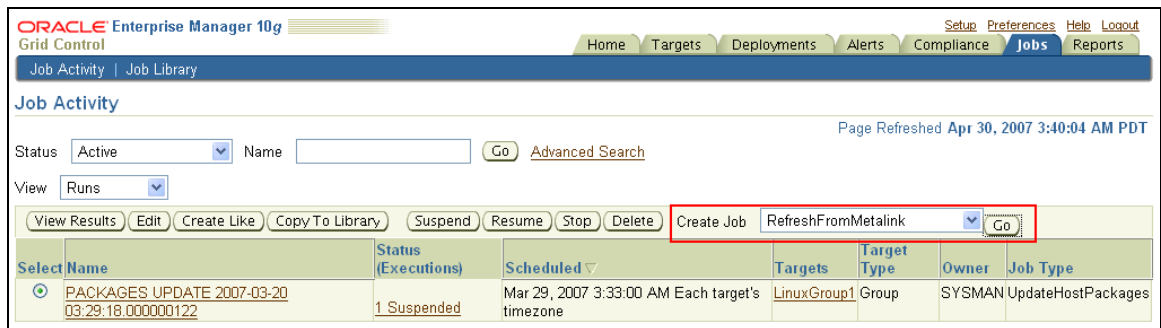 ORACLE Enterprise Manager 10g
Grid Control
Setup Preferences Help Logout
Home Targets Deployments Alerts Compliance Jobs Reports
Job Activity | Job Library
Job Activity
Page Refreshed Apr 30, 2007 3:40:04 AM PDT
Status Active Name Go Advanced Search
View Runs
View Results Edit Create Like Copy To Library Suspend Resume Stop Delete Create Job RefreshFromMetalink Go
Select Name Status (Executions) Scheduled Targets Target Type Owner Job Type
PACKAGES UPDATE 2007-03-20 03:29:18.000000122 1 Suspended Mar 29, 2007 3:33:00 AM Each target's timezone LinuxGroup1 Group SYSMAN UpdateHostPackages